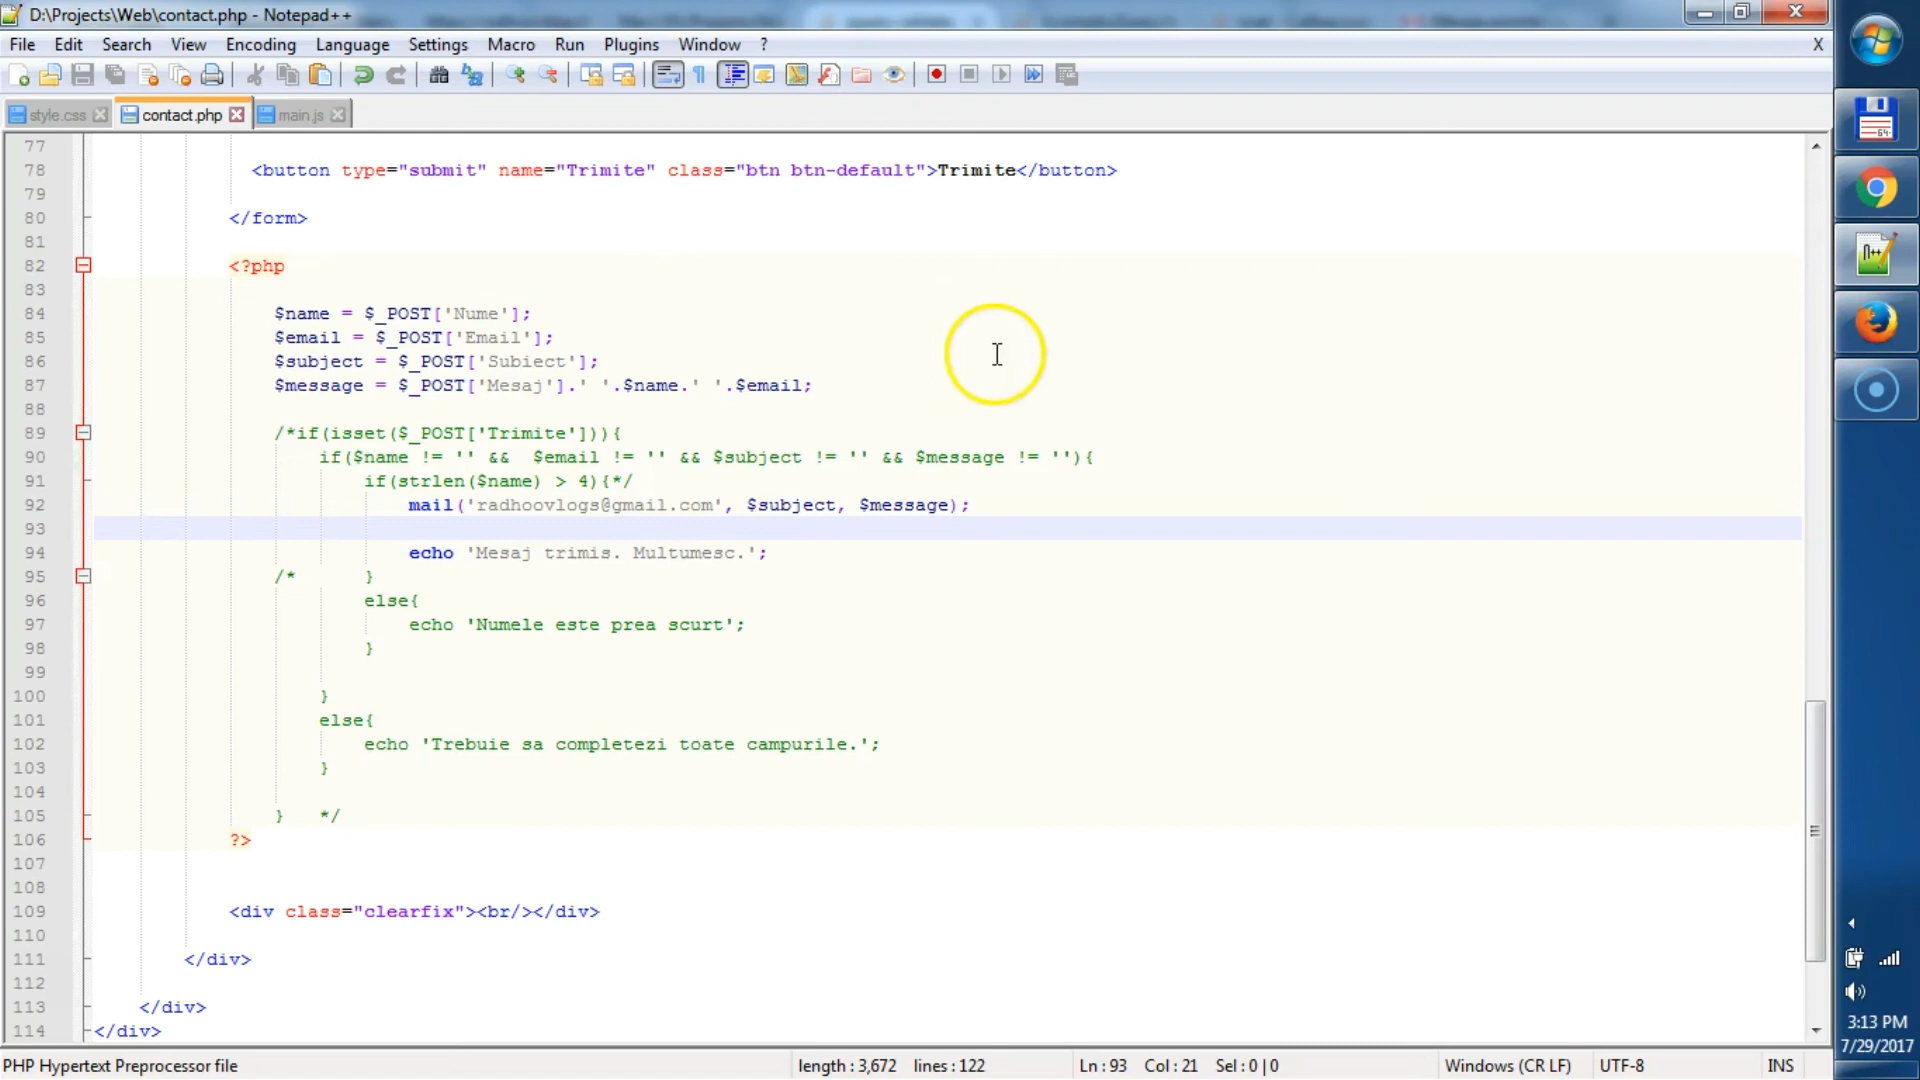 D:\Projects\Web\contact.php - Notepad++
File Edit Search View Encoding Language Settings Macro Run Plugins Window ? X
style.css contact.php main.js
77
78 <button type="submit" name="Trimite" class="btn btn-default">Trimite</button>
79
80 </form>
81
82 <?php
83
84 $name = $_POST['Nume'];
85 $email = $_POST['Email'];
86 $subject = $_POST['Subiect'];
87 $message = $_POST['Mesaj'].' '.$name.' '.$email;
88
89 /*if(isset($_POST['Trimite'])){
90 if($name != '' && $email != '' && $subject != '' && $message != ''){
91 if(strlen($name) > 4){*/
92 mail('radhoovlogs@gmail.com', $subject, $message);
93
94 echo 'Mesaj trimis. Multumesc.';
95 /* }
96 else{
97 echo 'Numele este prea scurt';
98 }
99
100 }
101 else{
102 echo 'Trebuie sa completezi toate campurile.';
103 }
104
105 } */
106 ?>
107
108
109 <div class="clearfix"><br/></div>
110
111 </div>
112
113 </div>
114 </div>
PHP Hypertext Preprocessor file length : 3,672 lines : 122 Ln : 93 Col : 21 Sel : 0 | 0 Windows (CR LF) UTF-8 INS
64
3:13 PM
7/29/2017